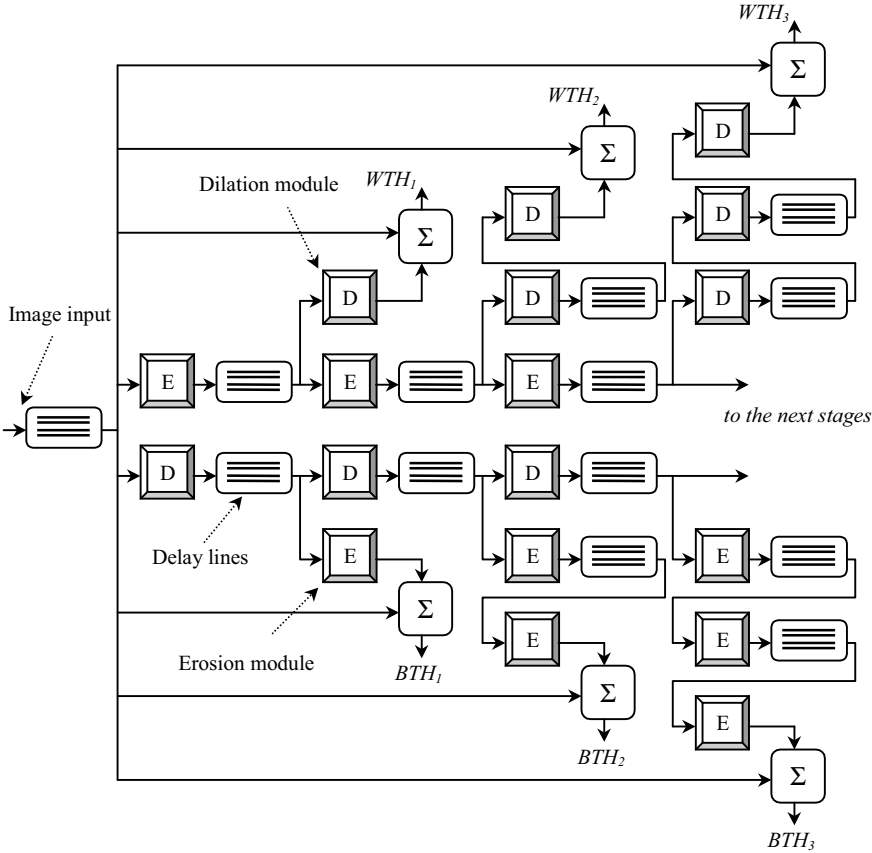 WTH3
Σ
WTH2
D
Σ
Dilation module
WTH1
D
D
Σ
D
D
D
Image input
E
E
E
to the next stages
D
D
D
Delay lines
E
E
E
Σ
E
E
Erosion module
BTH1
Σ
E
BTH2
Σ
BTH3